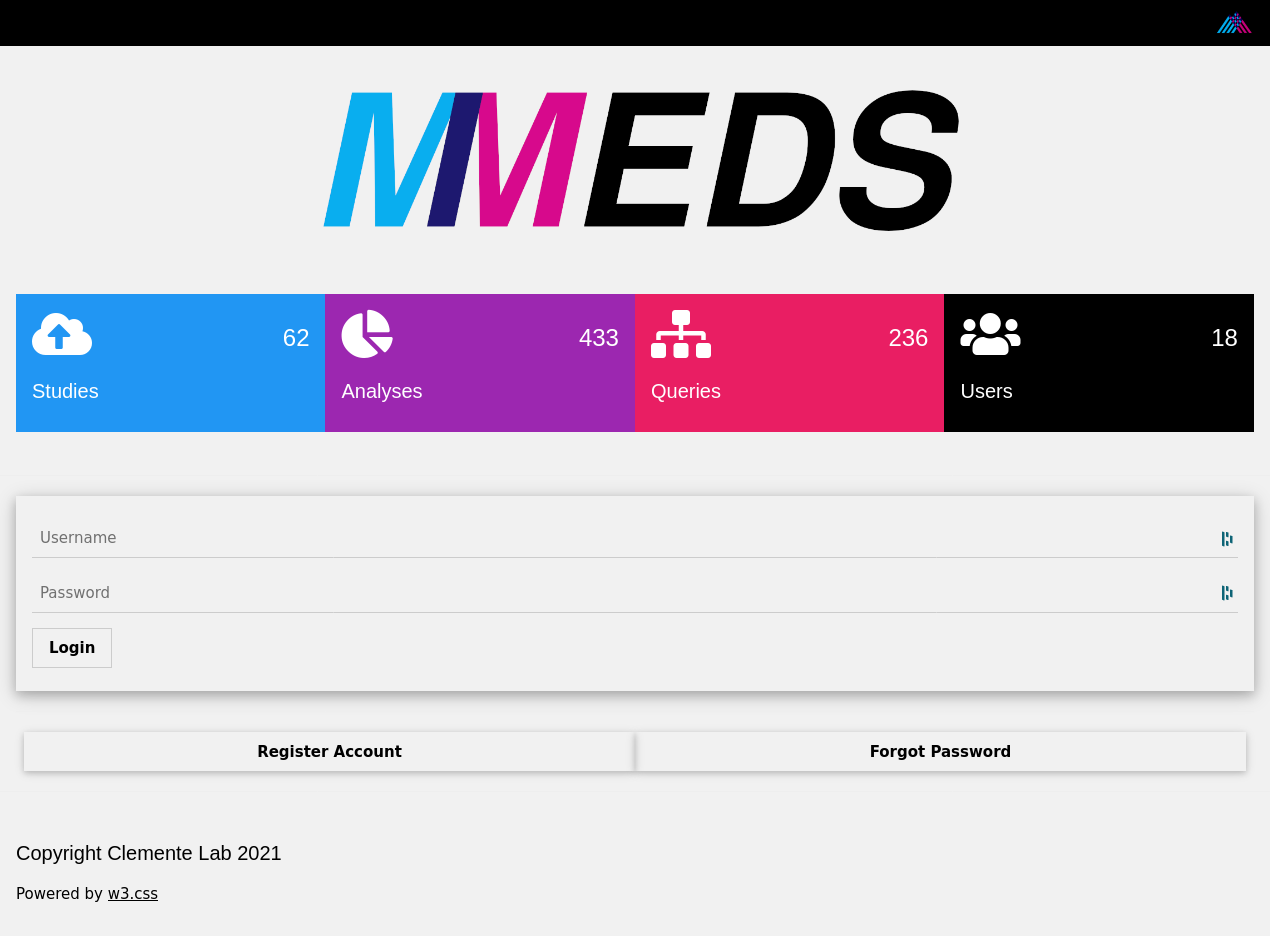 MMEDS
62
Studies
433
Analyses
236
Queries
18
Users
Username
Password
Login
Register Account
Forgot Password
Copyright Clemente Lab 2021
Powered by w3.css